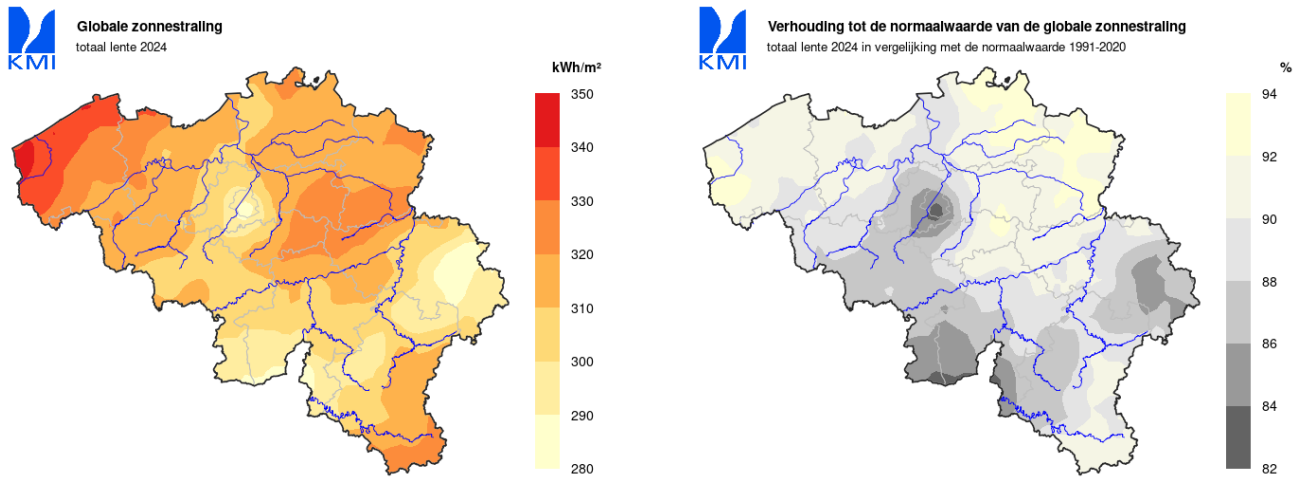 Globale zonnestraling
totaal lente 2024
KMI
kWh/m²
350
340
330
320
310
300
290
280
Verhouding tot de normaalwaarde van de globale zonnestraling
totaal lente 2024 in vergelijking met de normaalwaarde 1991-2020
KMI
%
94
92
90
88
86
84
82